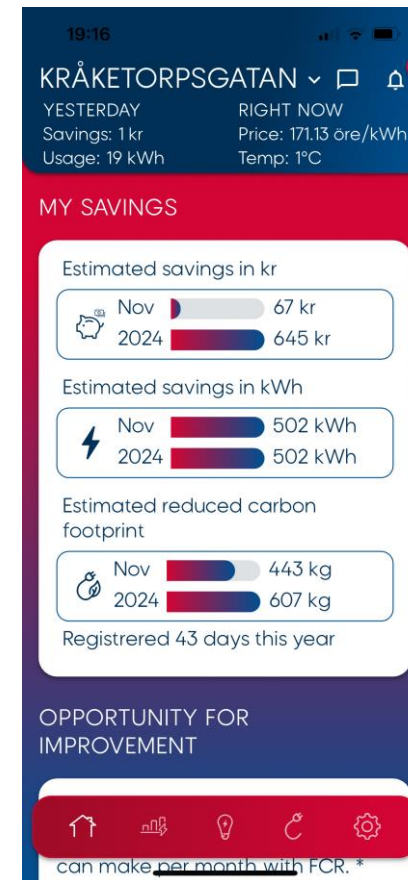 19:16
KRÅKETORPSGATAN
YESTERDAY
RIGHT NOW
Savings: 1 kr
Price: 171.13 öre/kWh
Usage: 19 kWh
Temp: 1°C
MY SAVINGS
Estimated savings in kr
Nov 67 kr
2024 645 kr
Estimated savings in kWh
Nov 502 kWh
2024 502 kWh
Estimated reduced carbon
footprint
Nov 443 kg
2024 607 kg
Registrered 43 days this year
OPPORTUNITY FOR
IMPROVEMENT
can make per month with FCR. *